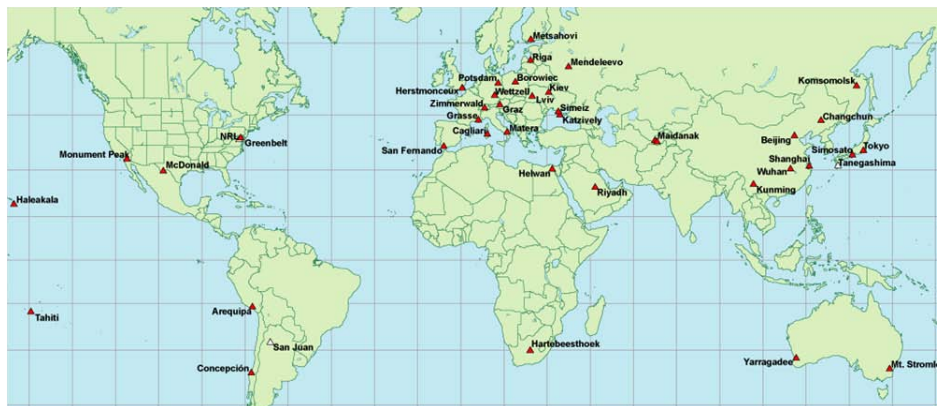 Metsahovi
Riga
Mendeleevo
Potsdam
Borowiec
Komsomolsk
Herstmonceux
Wettzell
Kiev
Lviv
Zimmerwald
Graz
Simeiz
Grasse
Katzively
Changchun
Cagliari
Matera
NRL
Greenbelt
Maidanak
Beijing
San Fernando
Simosato
Tokyo
Monument Peak
McDonald
Shanghai
Tanegashima
Helwan
Wuhan
Riyadh
Kunming
Haleakala
Arequipa
Tahiti
San Juan
Hartebeesthoek
Yarragadee
Concepción
Mt. Stromlo